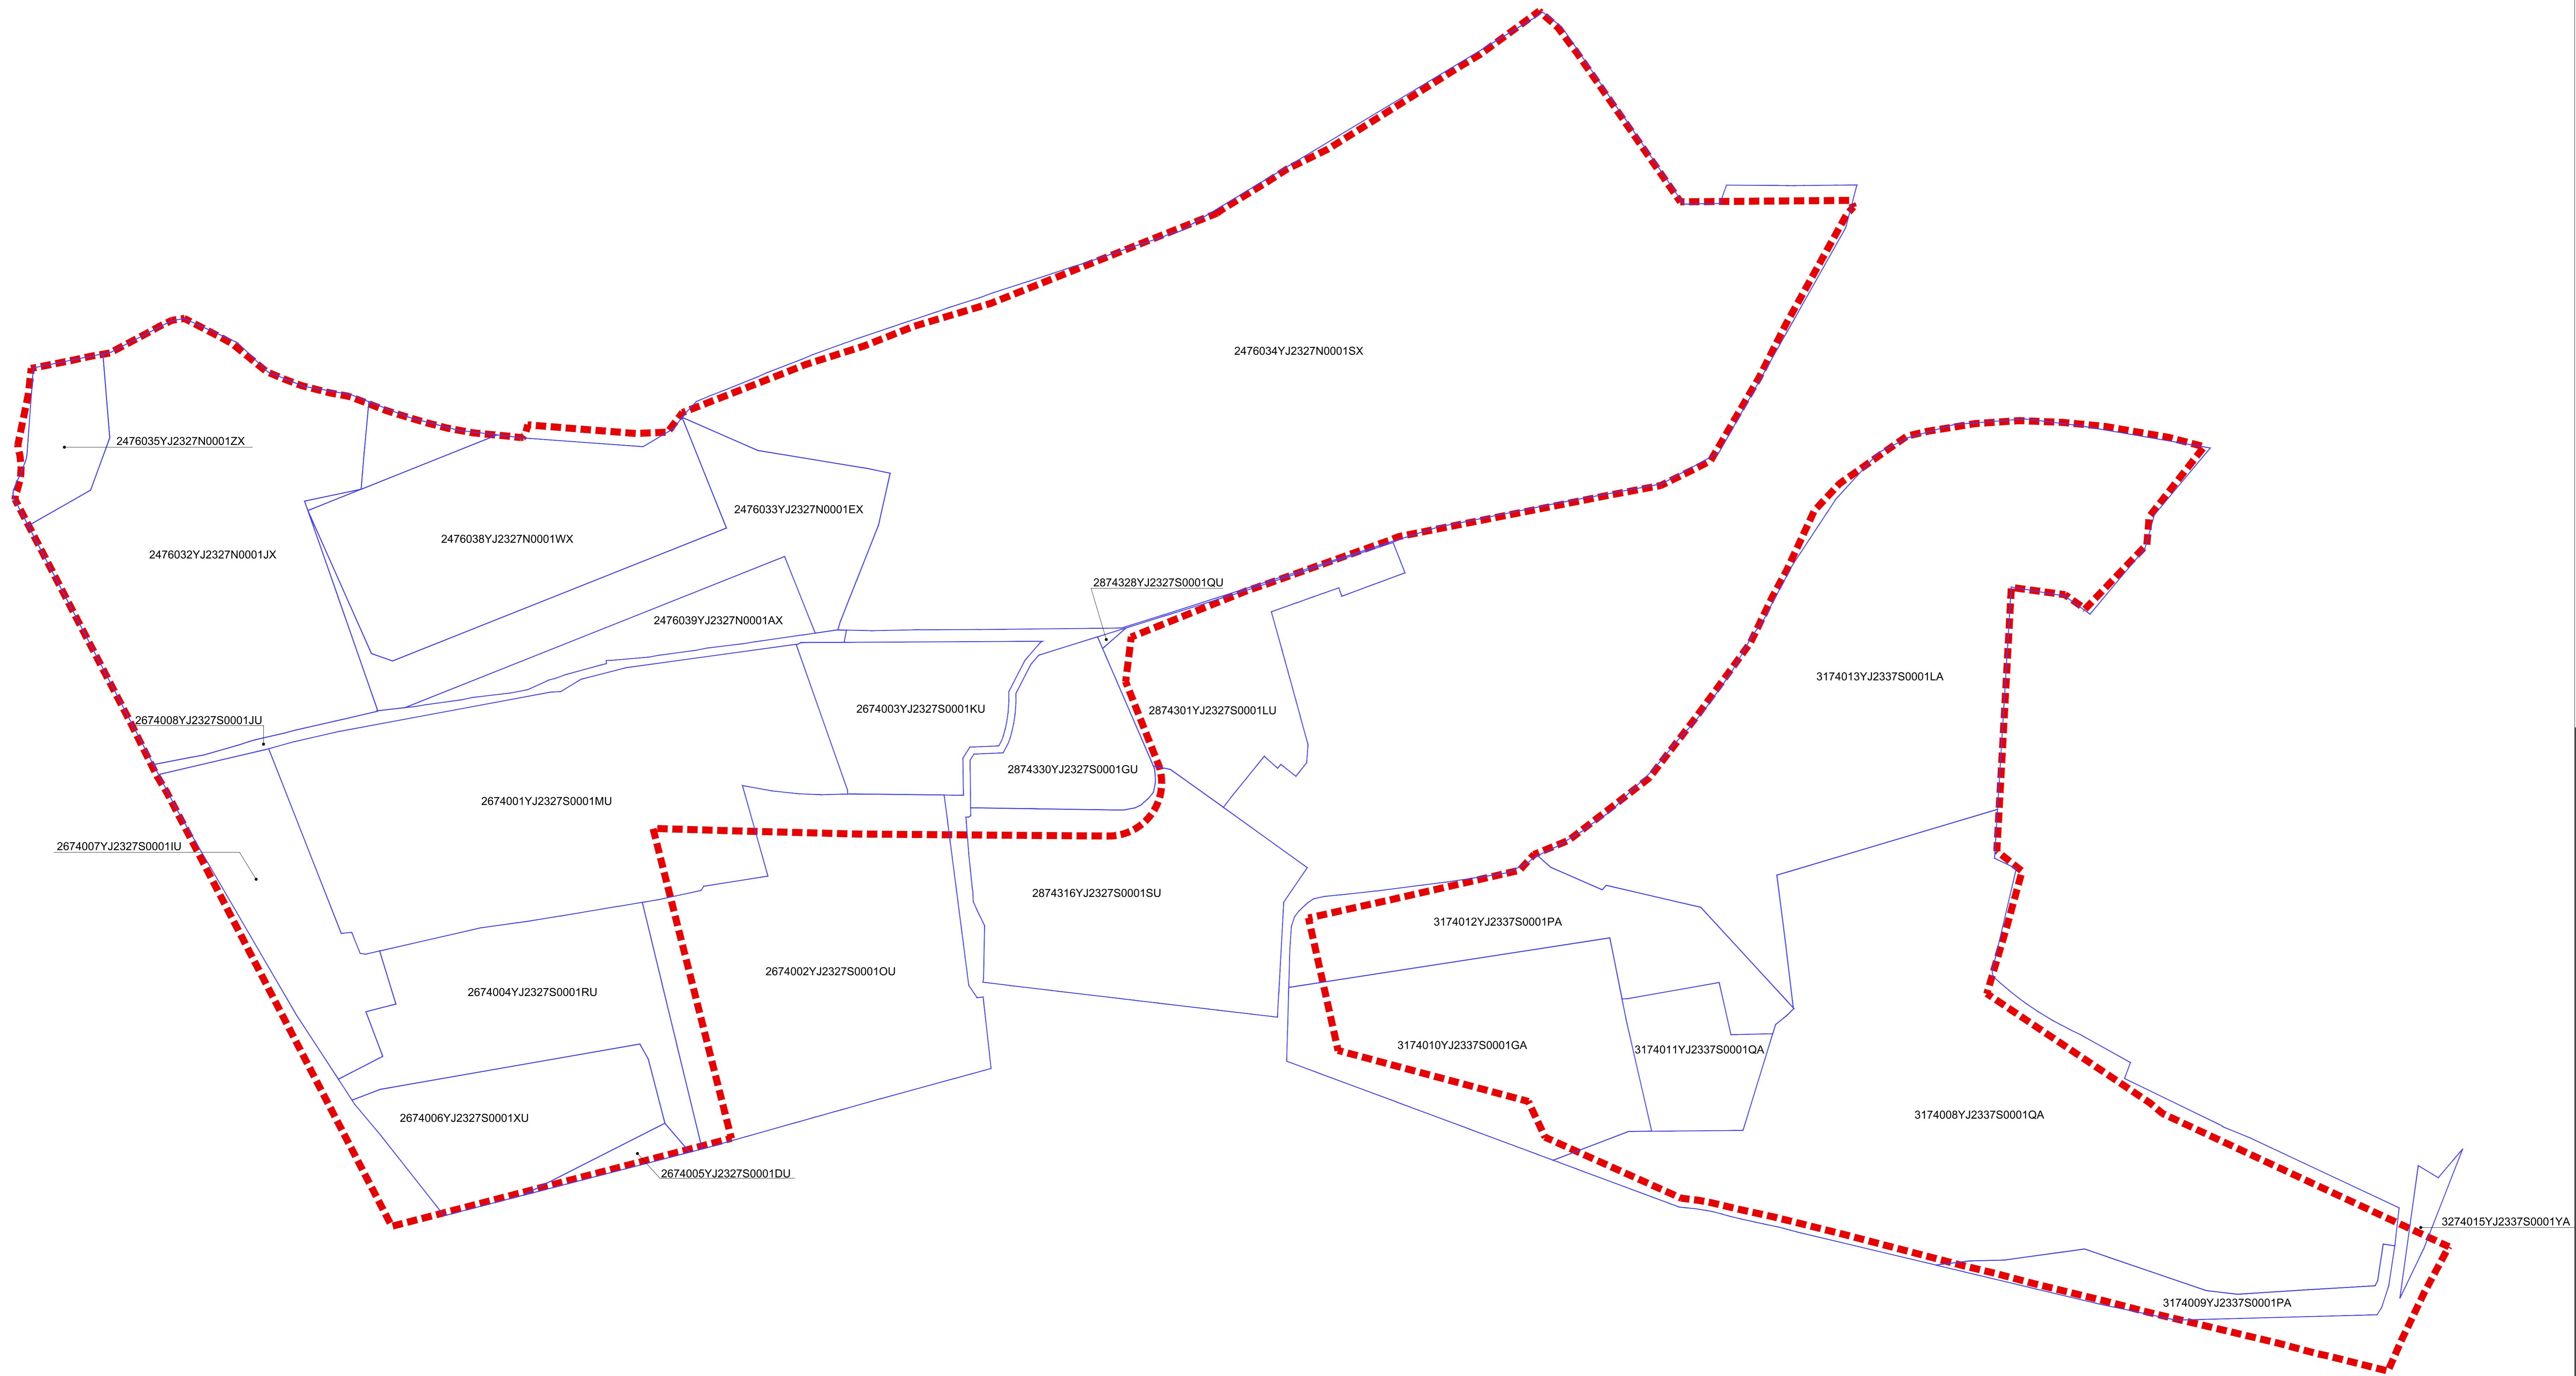 2476034YJ2327N0001SX
2476035YJ2327N0001ZX
2476033YJ2327N0001EX
2476038YJ2327N0001WX
2476032YJ2327N0001JX
2874328YJ2327S0001QU
2476039YJ2327N0001AX
3174013YJ2337S0001LA
2674003YJ2327S0001KU
2874301YJ2327S0001LU
2674008YJ2327S0001JU
2874330YJ2327S0001GU
2674001YJ2327S0001MU
2674007YJ2327S0001IU
2874316YJ2327S0001SU
3174012YJ2337S0001PA
2674002YJ2327S0001OU
2674004YJ2327S0001RU
3174010YJ2337S0001GA
3174011YJ2337S0001QA
3174008YJ2337S0001QA
2674006YJ2327S0001XU
2674005YJ2327S0001DU
3274015YJ2337S0001YA
3174009YJ2337S0001PA